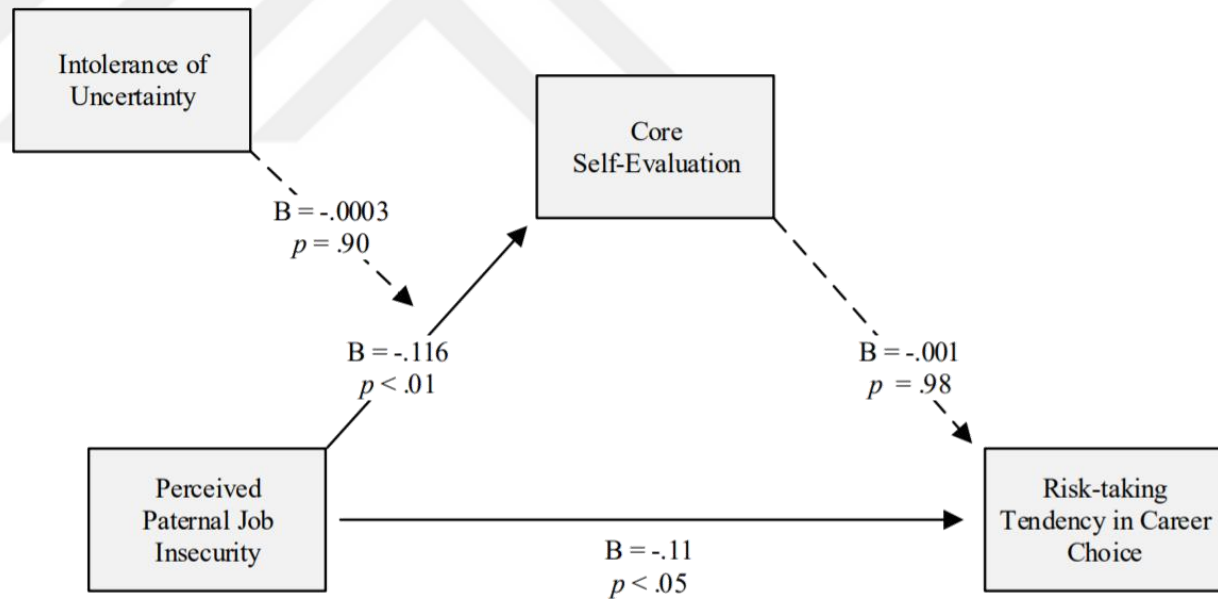 Intolerance of
Uncertainty
Core
Self-Evaluation
B = -.0003
p = .90
B = -.116
p < .01
B = -.001
p = .98
Perceived
Paternal Job
Insecurity
Risk-taking
Tendency in Career
Choice
B = -.11
p < .05